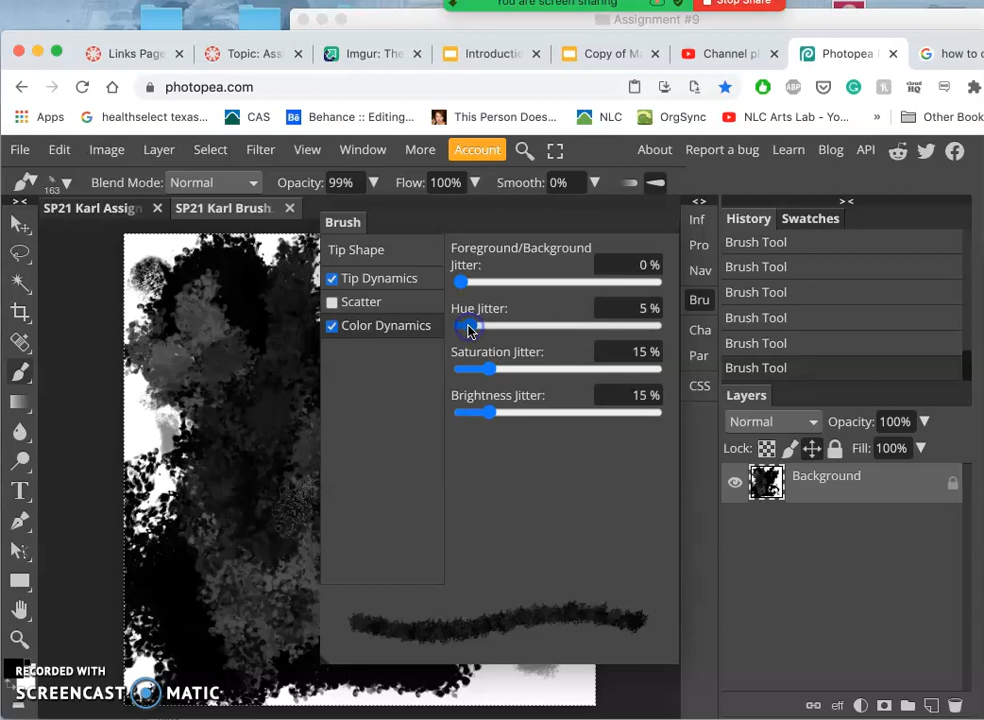 You are screen sharing
Stop Share
Assignment #9
Links Page
Topic: Assi
Imgur: The
Introductio
Copy of Ma
Channel pl
Photopea
how to c
photopea.com
ABP
HQ
Apps
healthselect texas...
CAS
Bē
Behance :: Editing...
This Person Does...
NLC
OrgSync
NLC Arts Lab - Yo...
»
Other Book
File
Edit
Image
Layer
Select
Filter
View
Window
More
Account
About
Report a bug
Learn
Blog
API
163
Blend Mode: Normal
Opacity: 99%
Flow: 100%
Smooth: 0%
> <
SP21 Karl Assign
SP21 Karl Brush
Brush
Tip Shape
Tip Dynamics
Scatter
Color Dynamics
Foreground/Background
Jitter: 0 %
Hue Jitter: 5 %
Saturation Jitter: 15 %
Brightness Jitter: 15 %
<>
Inf
Pro
Nav
Bru
Cha
Par
CSS
> <
History
Swatches
Brush Tool
Brush Tool
Brush Tool
Brush Tool
Brush Tool
Brush Tool
Layers
Normal
Opacity: 100%
Lock:
Fill: 100%
Background
eff
RECORDED WITH
SCREENCAST MATIC